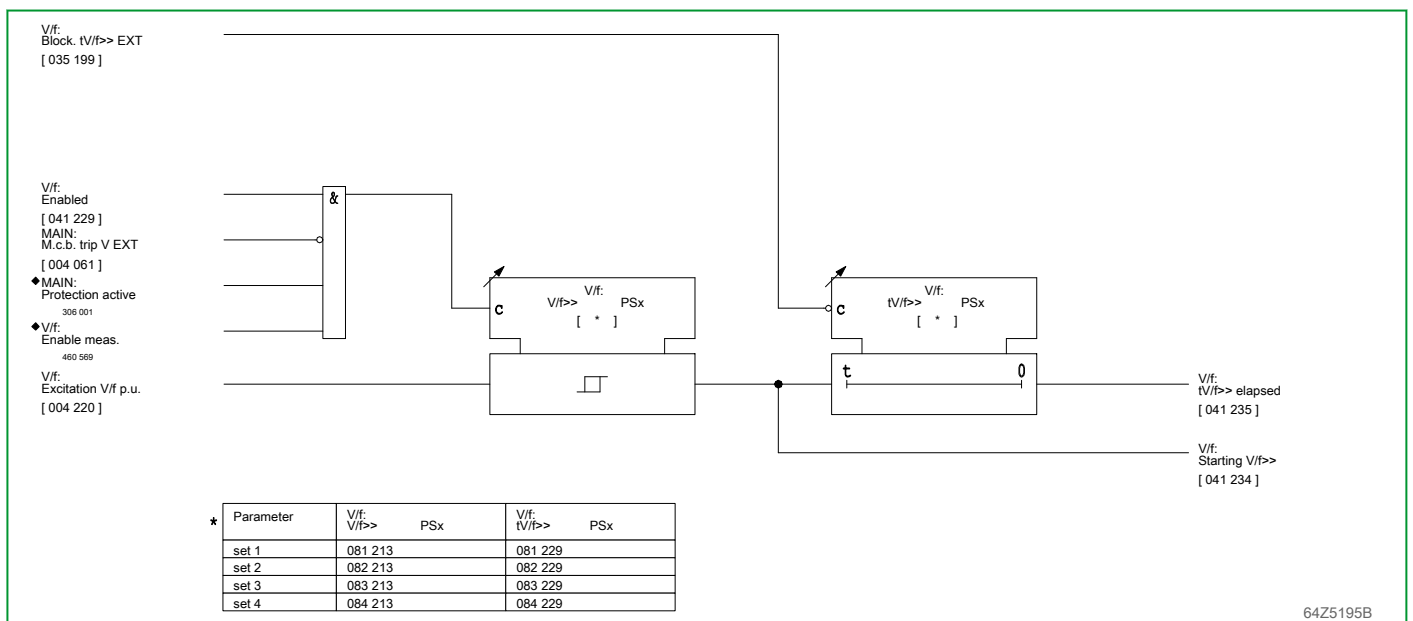 V/f:
Block. tV/f>> EXT
[ 035 199 ]
V/f:
Enabled
[ 041 229 ]
MAIN:
M.c.b. trip V EXT
[ 004 061 ]
◆MAIN:
Protection active
306 001
◆V/f:
Enable meas.
460 569
V/f:
Excitation V/f p.u.
[ 004 220 ]
&
C
V/f:
V/f>> PSx
[ * ]
C
V/f:
tV/f>> PSx
[ * ]
t 0
V/f:
tV/f>> elapsed
[ 041 235 ]
V/f:
Starting V/f>>
[ 041 234 ]
* Parameter V/f: V/f:
V/f>> PSx tV/f>> PSx
set 1 081 213 081 229
set 2 082 213 082 229
set 3 083 213 083 229
set 4 084 213 084 229
64Z5195B